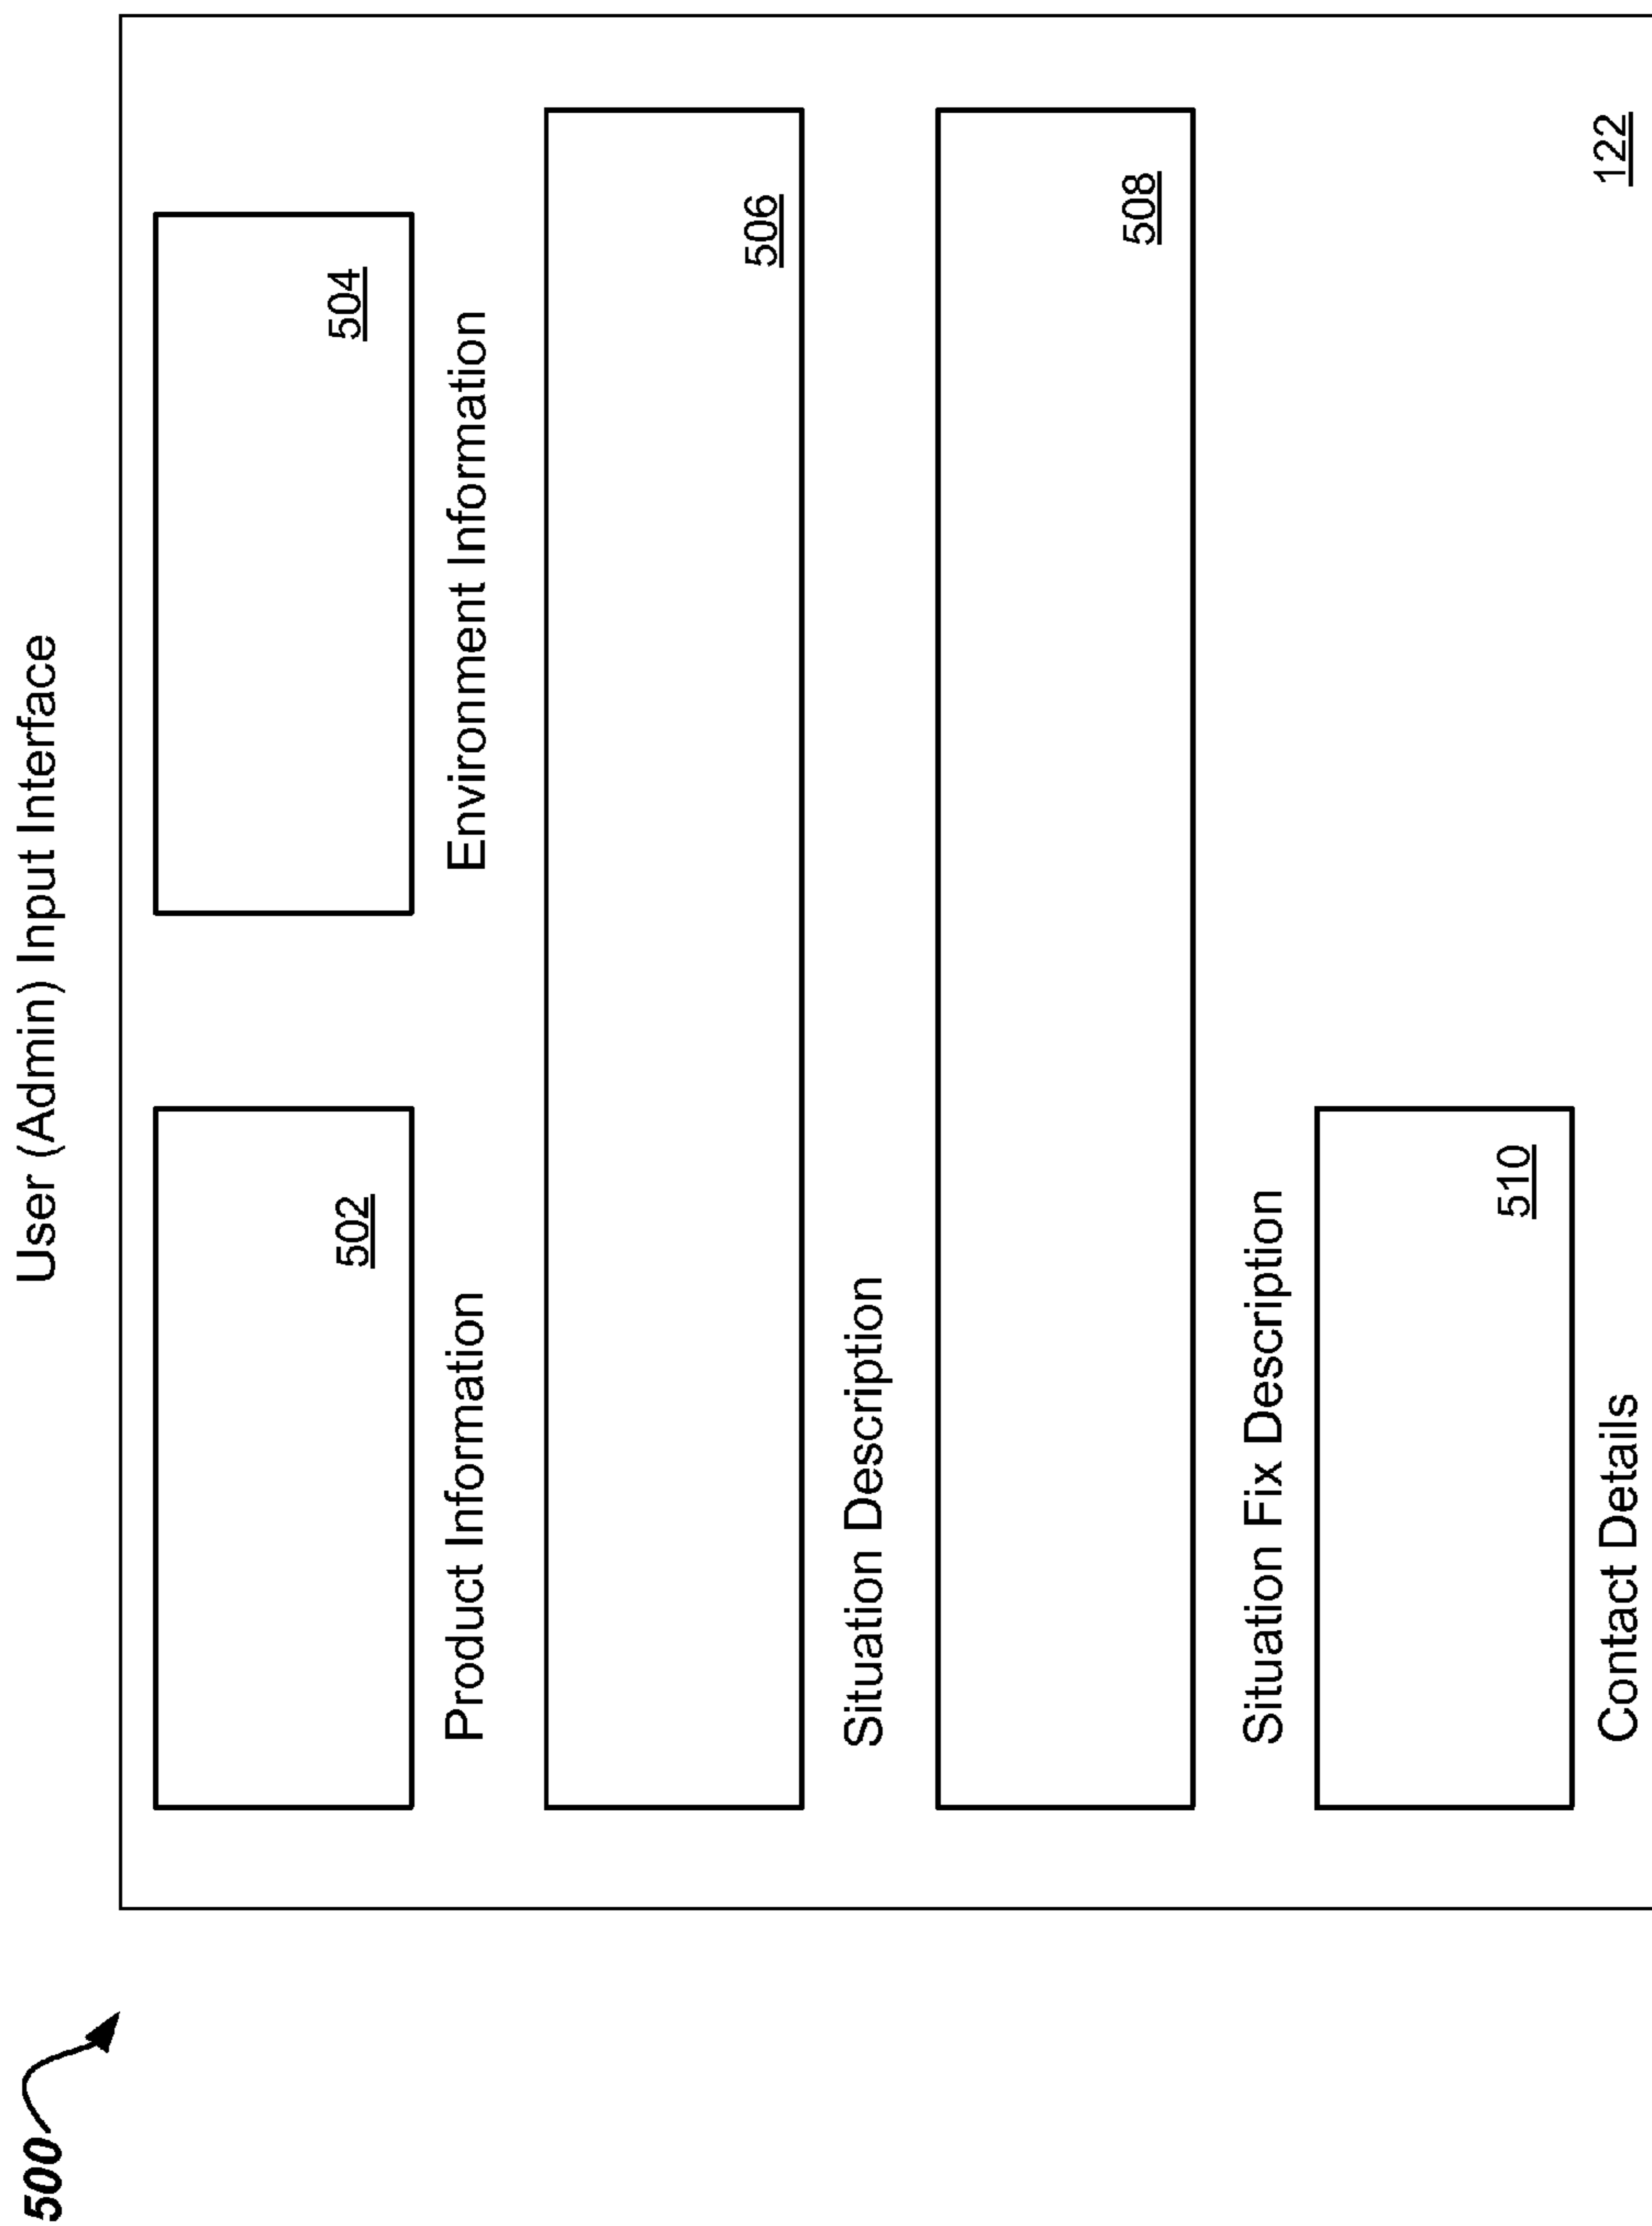 500
User (Admin) Input Interface
502
504
Product Information
Environment Information
506
Situation Description
508
Situation Fix Description
510
Contact Details
122